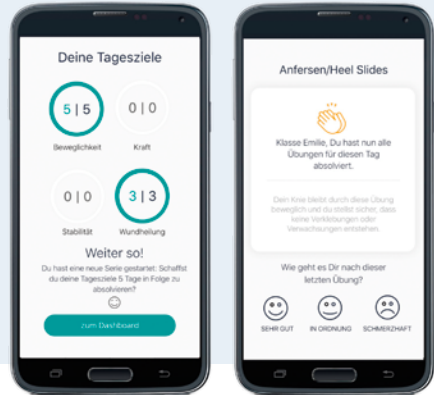 Deine Tagesziele
5 | 5
0 | 0
Beweglichkeit
Kraft
0 | 0
3 | 3
Stabilität
Wundheilung
Weiter so!
Du hast eine neue Serie gestartet: Schaffst
du deine Tagesziele 5 Tage in Folge zu
absolvieren?
zum Dashboard
Anfersen/Heel Slides
Klasse Emilie, Du hast nun alle
Übungen für diesen Tag
absolviert.
Dein Knie bleibt durch diese Übung
beweglich und du stellst sicher, dass
keine Verklebungen oder
Verwachsungen entstehen.
Wie geht es Dir nach dieser
letzten Übung?
SEHR GUT
IN ORDNUNG
SCHMERZHAFT